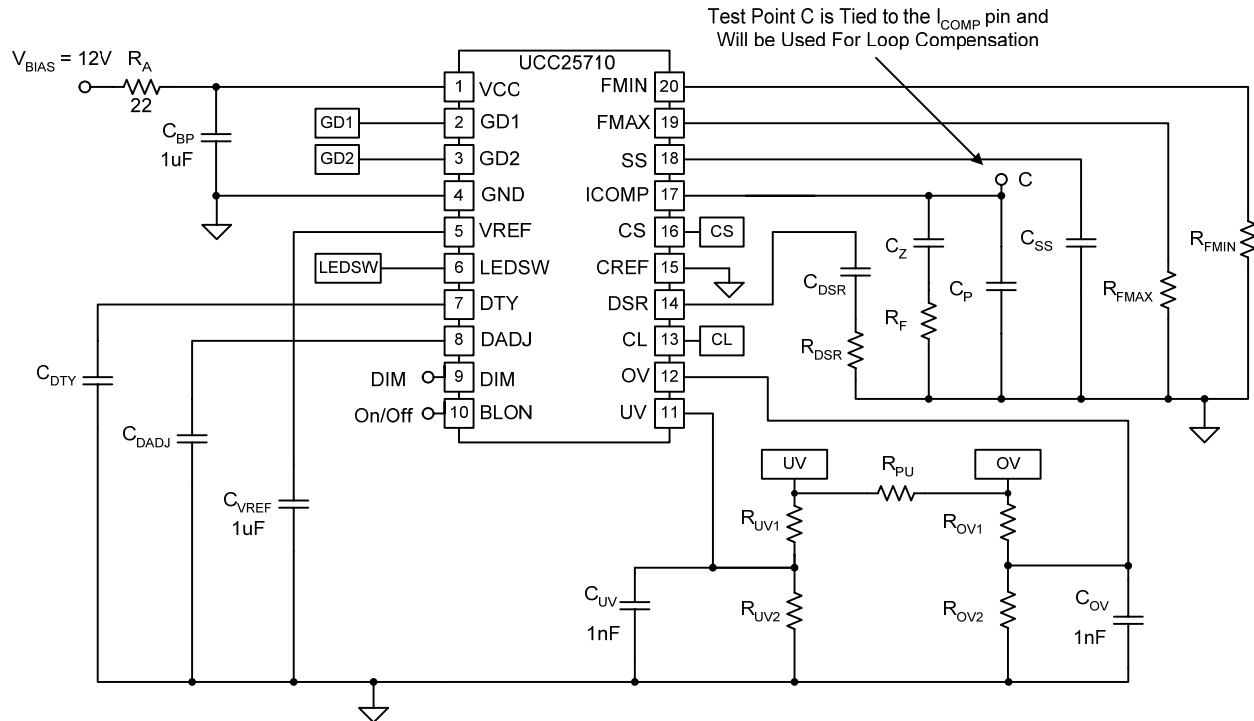 Test Point C is Tied to the I_COMP pin and
Will be Used For Loop Compensation
V_BIAS = 12V
R_A
22
C_BP
1uF
UCC25710
1 VCC
2 GD1
3 GD2
4 GND
5 VREF
6 LEDSW
7 DTY
8 DADJ
9 DIM
10 BLON
FMIN 20
FMAX 19
SS 18
ICOMP 17
CS 16
CREF 15
DSR 14
CL 13
OV 12
UV 11
GD1
GD2
LEDSW
DIM
On/Off
CS
CL
C
C_Z
R_F
C_P
C_SS
C_DSR
R_DSR
R_FMAX
R_FMIN
C_DTY
C_DADJ
C_VREF
1uF
UV
R_PU
OV
R_UV1
R_OV1
C_UV
1nF
R_UV2
R_OV2
C_OV
1nF